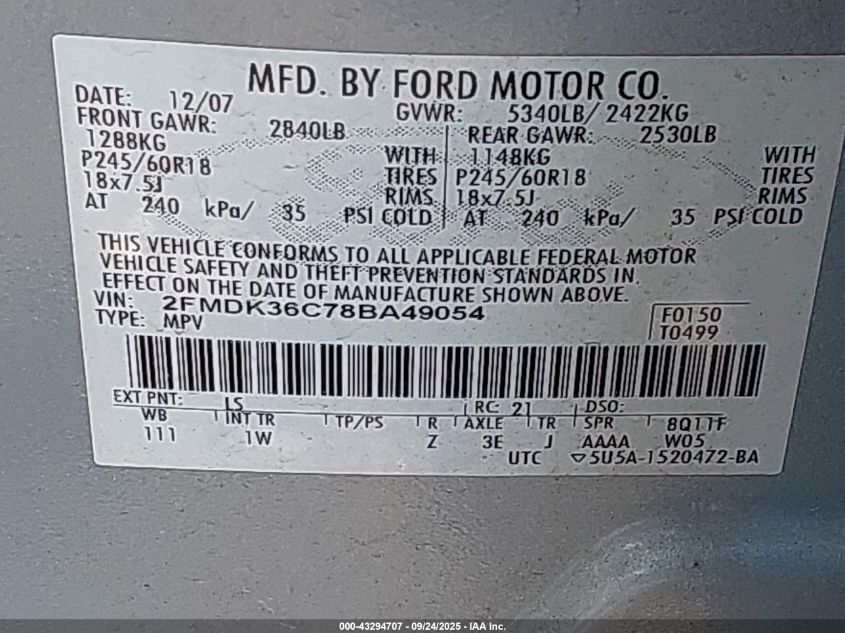 MFD. BY FORD MOTOR CO.
DATE: 12/07 GVWR: 5340LB/ 2422KG
FRONT GAWR: 2840LB REAR GAWR: 2530LB
1288KG WITH 1148KG WITH
P245/60R18 TIRES P245/60R18 TIRES
18x7.5J RIMS 18x7.5J RIMS
AT 240 kPa/ 35 PSI COLD AT 240 kPa/ 35 PSI COLD
THIS VEHICLE CONFORMS TO ALL APPLICABLE FEDERAL MOTOR
VEHICLE SAFETY AND THEFT PREVENTION STANDARDS IN
EFFECT ON THE DATE OF MANUFACTURE SHOWN ABOVE.
VIN: 2FMDK36C78BA49054 F0150
TYPE: MPV T0499
EXT PNT: LS RC: 21 DSO:
WB INT TR TP/PS R AXLE TR SPR 8Q11F
111 1W Z 3E J AAAA W05
UTC ▽5U5A-1520472-BA
000-43294707 - 09/24/2025 - IAA Inc.